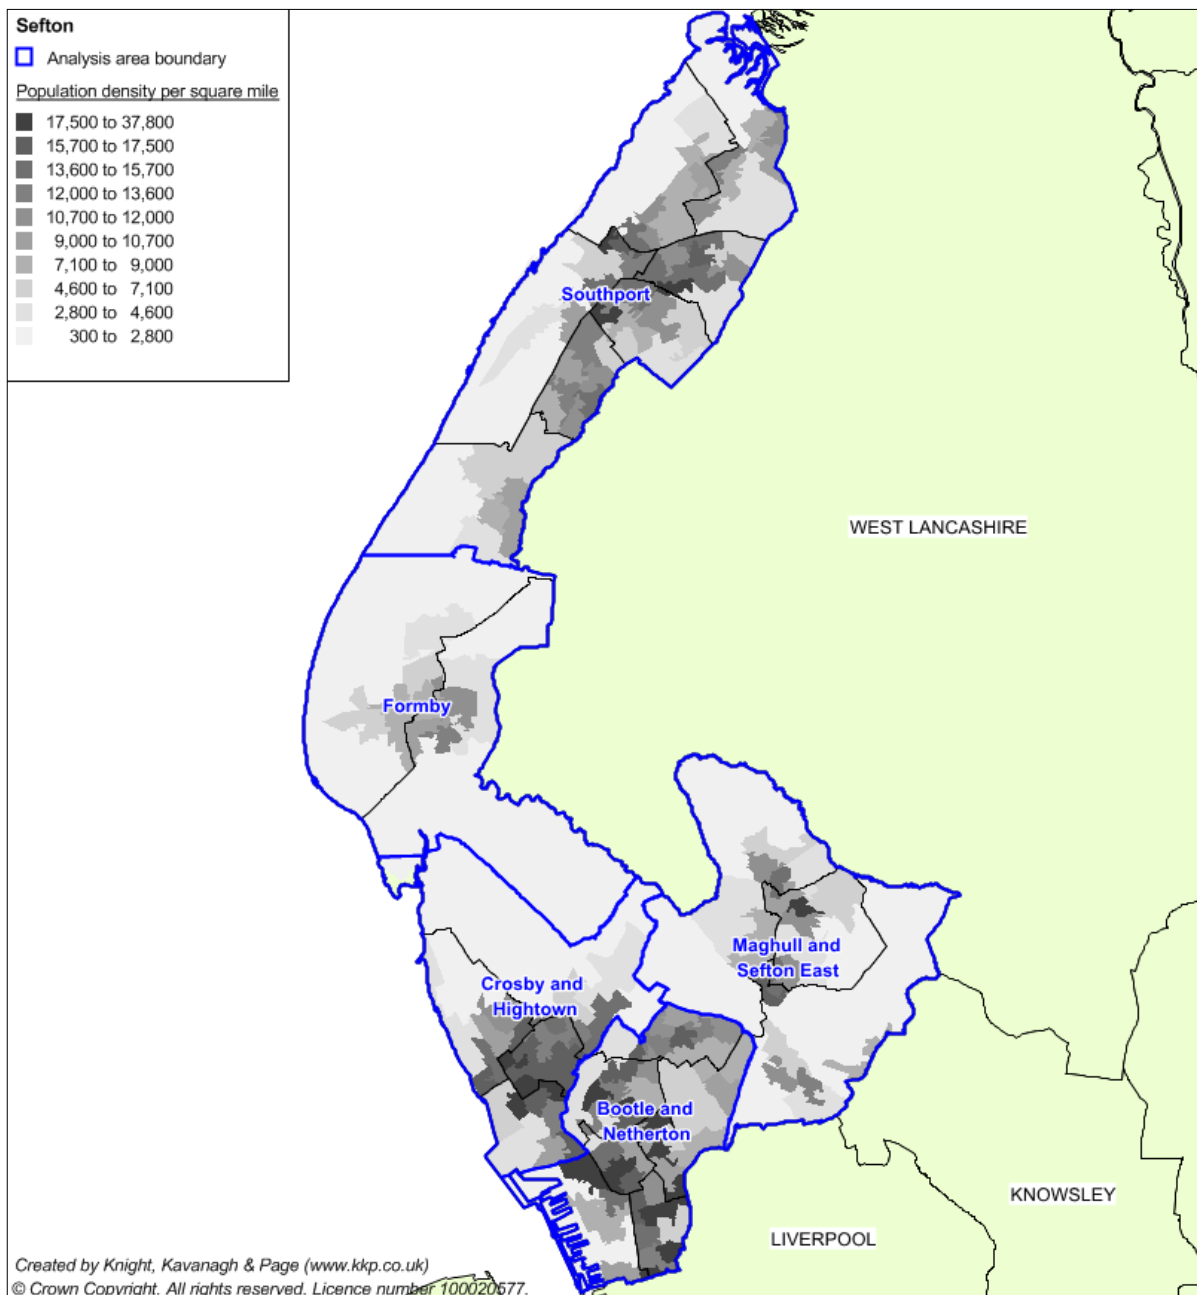 Sefton
Analysis area boundary
Population density per square mile
17,500 to 37,800
15,700 to 17,500
13,600 to 15,700
12,000 to 13,600
10,700 to 12,000
9,000 to 10,700
7,100 to 9,000
4,600 to 7,100
2,800 to 4,600
300 to 2,800
Southport
WEST LANCASHIRE
Formby
Maghull and
Sefton East
Crosby and
Hightown
Bootle and
Netherton
KNOWSLEY
LIVERPOOL
Created by Knight, Kavanagh & Page (www.kkp.co.uk)
© Crown Copyright. All rights reserved. Licence number 100020577.